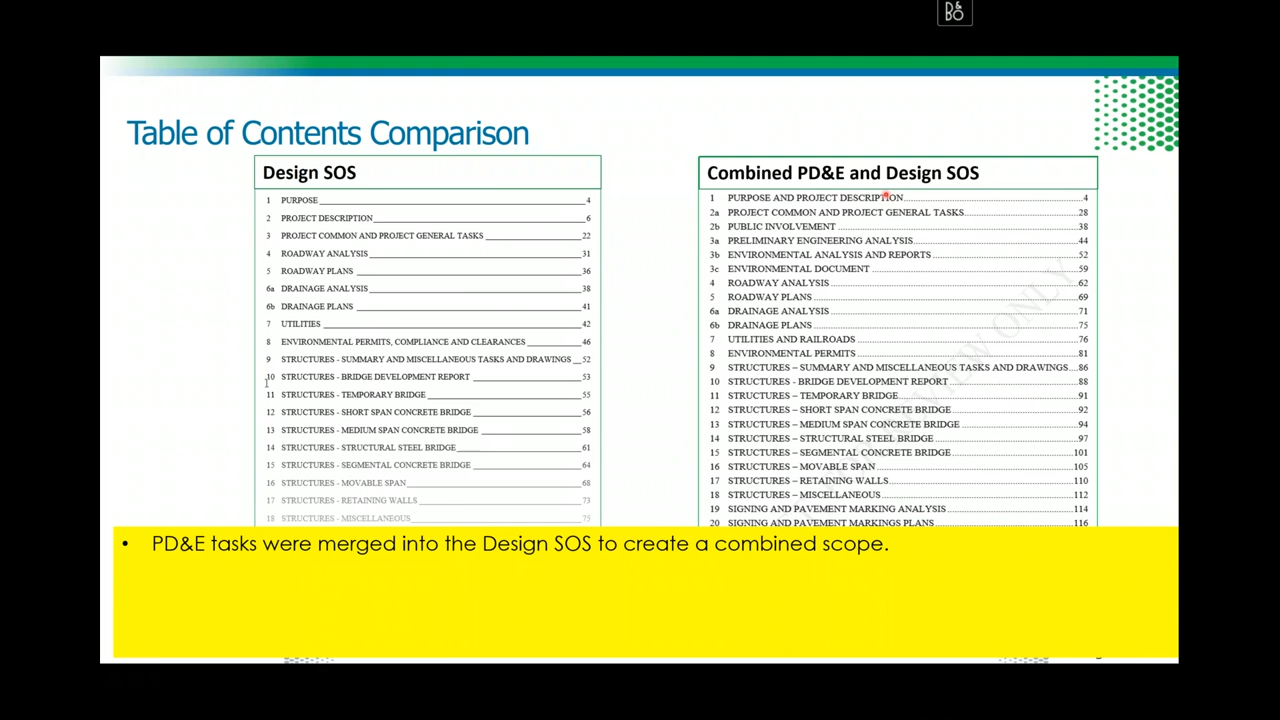 B&O
Table of Contents Comparison
Design SOS
1 PURPOSE 4
2 PROJECT DESCRIPTION 6
3 PROJECT COMMON AND PROJECT GENERAL TASKS 22
4 ROADWAY ANALYSIS 31
5 ROADWAY PLANS 36
6a DRAINAGE ANALYSIS 38
6b DRAINAGE PLANS 41
7 UTILITIES 42
8 ENVIRONMENTAL PERMITS, COMPLIANCE AND CLEARANCES 46
9 STRUCTURES - SUMMARY AND MISCELLANEOUS TASKS AND DRAWINGS 52
10 STRUCTURES - BRIDGE DEVELOPMENT REPORT 53
11 STRUCTURES - TEMPORARY BRIDGE 55
12 STRUCTURES - SHORT SPAN CONCRETE BRIDGE 56
13 STRUCTURES - MEDIUM SPAN CONCRETE BRIDGE 58
14 STRUCTURES - STRUCTURAL STEEL BRIDGE 61
15 STRUCTURES - SEGMENTAL CONCRETE BRIDGE 64
16 STRUCTURES - MOVABLE SPAN 68
17 STRUCTURES - RETAINING WALLS 73
18 STRUCTURES - MISCELLANEOUS 75
Combined PD&E and Design SOS
1 PURPOSE AND PROJECT DESCRIPTION 4
2a PROJECT COMMON AND PROJECT GENERAL TASKS 28
2b PUBLIC INVOLVEMENT 38
3a PRELIMINARY ENGINEERING ANALYSIS 44
3b ENVIRONMENTAL ANALYSIS AND REPORTS 52
3c ENVIRONMENTAL DOCUMENT 59
4 ROADWAY ANALYSIS 62
5 ROADWAY PLANS 69
6a DRAINAGE ANALYSIS 71
6b DRAINAGE PLANS 75
7 UTILITIES AND RAILROADS 76
8 ENVIRONMENTAL PERMITS 81
9 STRUCTURES – SUMMARY AND MISCELLANEOUS TASKS AND DRAWINGS 86
10 STRUCTURES - BRIDGE DEVELOPMENT REPORT 88
11 STRUCTURES – TEMPORARY BRIDGE 91
12 STRUCTURES – SHORT SPAN CONCRETE BRIDGE 92
13 STRUCTURES – MEDIUM SPAN CONCRETE BRIDGE 94
14 STRUCTURES – STRUCTURAL STEEL BRIDGE 97
15 STRUCTURES – SEGMENTAL CONCRETE BRIDGE 101
16 STRUCTURES – MOVABLE SPAN 105
17 STRUCTURES – RETAINING WALLS 110
18 STRUCTURES – MISCELLANEOUS 112
19 SIGNING AND PAVEMENT MARKING ANALYSIS 114
20 SIGNING AND PAVEMENT MARKINGS PLANS 116
• PD&E tasks were merged into the Design SOS to create a combined scope.